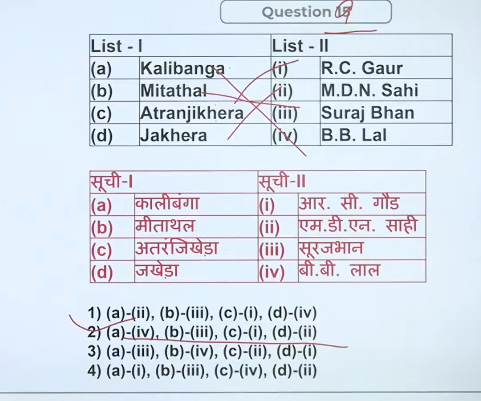 Question 19
List - I List - II
(a) Kalibanga (i) R.C. Gaur
(b) Mitathal (ii) M.D.N. Sahi
(c) Atranjikhera (iii) Suraj Bhan
(d) Jakhera (iv) B.B. Lal
सूची-I सूची-II
(a) कालीबंगा (i) आर. सी. गौड
(b) मीताथल (ii) एम.डी.एन. साही
(c) अतरंजिखेड़ा (iii) सूरजभान
(d) जखेड़ा (iv) बी.बी. लाल
1) (a)-(ii), (b)-(iii), (c)-(i), (d)-(iv)
2) (a)-(iv), (b)-(iii), (c)-(i), (d)-(ii)
3) (a)-(iii), (b)-(iv), (c)-(ii), (d)-(i)
4) (a)-(i), (b)-(iii), (c)-(iv), (d)-(ii)